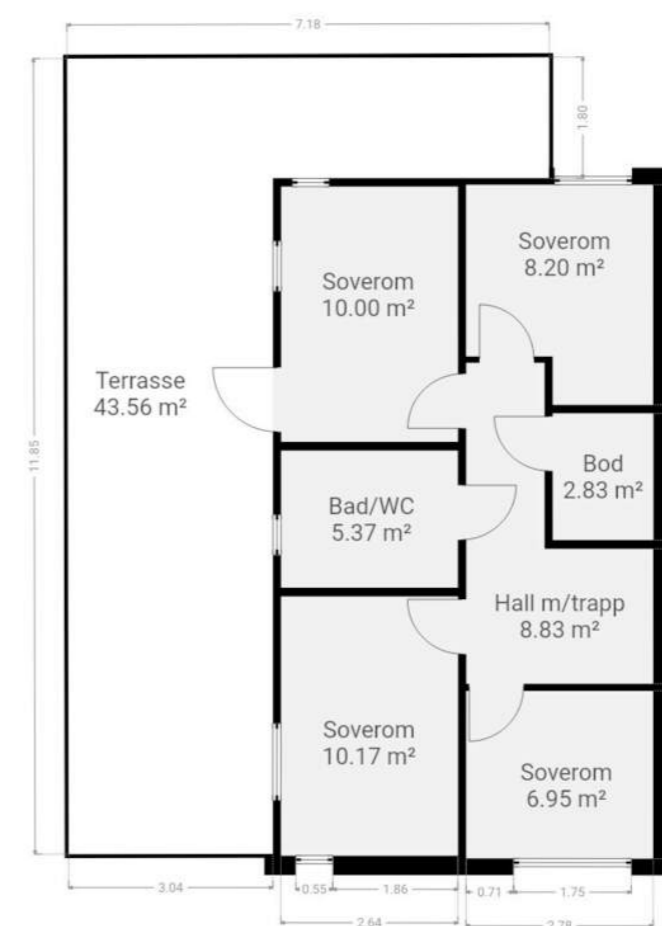 7.18
1.80
Soverom
8.20 m²
Soverom
10.00 m²
Terrasse
43.56 m²
11.85
Bod
2.83 m²
Bad/WC
5.37 m²
Hall m/trapp
8.83 m²
Soverom
10.17 m²
Soverom
6.95 m²
3.04
0.55
1.86
0.71
1.75
2.64
2.78